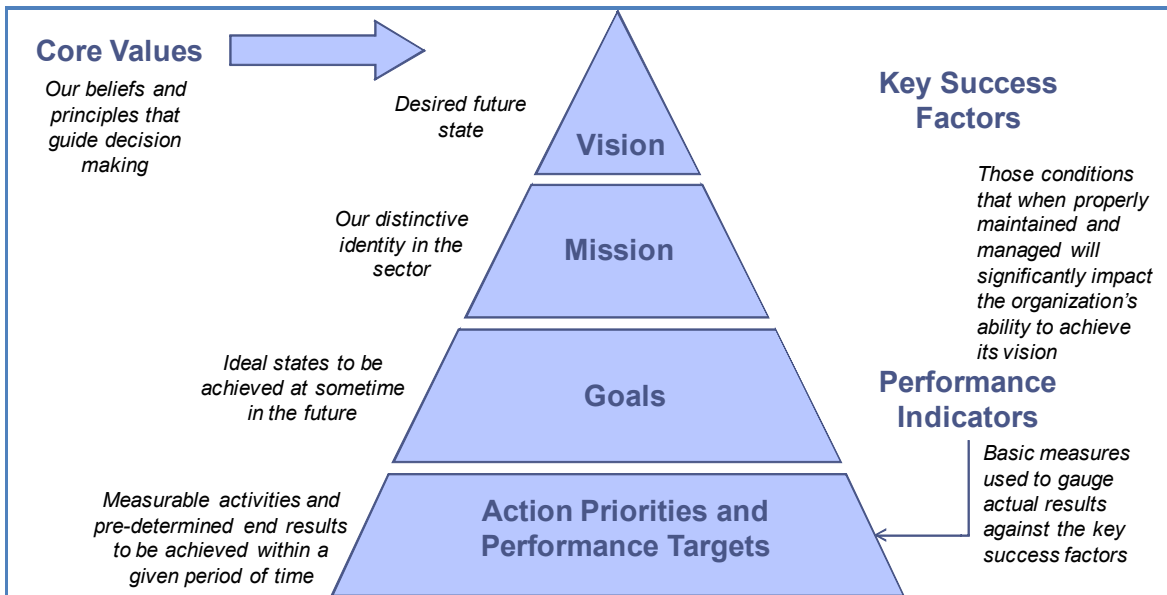 Core Values
Our beliefs and
principles that
guide decision
making
Desired future
state
Vision
Our distinctive
identity in the
sector
Mission
Ideal states to be
achieved at sometime
in the future
Goals
Measurable activities and
pre-determined end results
to be achieved within a
given period of time
Action Priorities and
Performance Targets
Key Success
Factors
Those conditions
that when properly
maintained and
managed will
significantly impact
the organization's
ability to achieve
its vision
Performance
Indicators
Basic measures
used to gauge
actual results
against the key
success factors